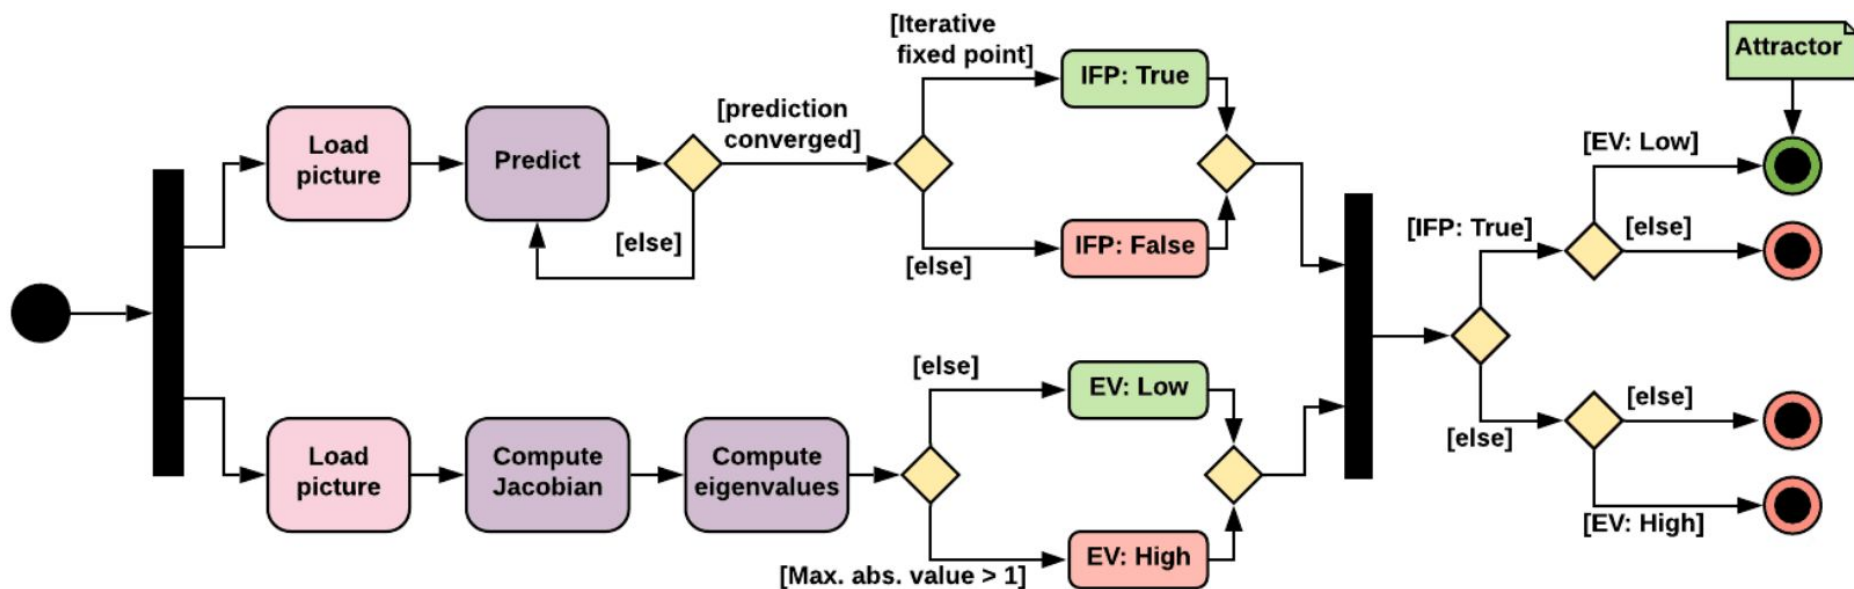 [Iterative
fixed point]
IFP: True
Attractor
[prediction
converged]
Load
picture
Predict
[else]
IFP: False
[else]
[EV: Low]
[IFP: True]
[else]
[else]
EV: Low
[else]
[else]
Load
picture
Compute
Jacobian
Compute
eigenvalues
[EV: High]
EV: High
[Max. abs. value > 1]